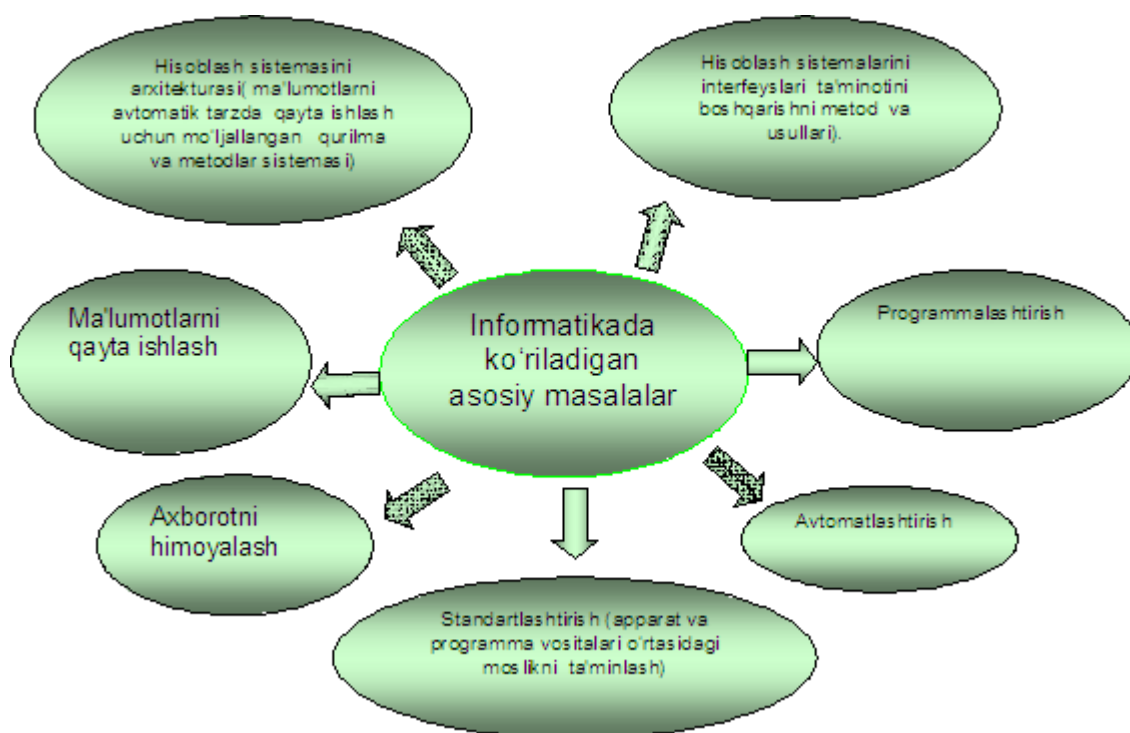 Hisoblash sistemasini
arxitekturasi( ma'lumotlarni
avtomatik tarzda qayta ishlash
uchun mo'ljallangan qurilma
va metodlar sistemasi)
Hisoblash sistemalarini
interfeyslari ta'minotini
boshqarishni metod va
usullari).
Ma'lumotlarni
qayta ishlash
Informatikada
ko‘riladigan
asosiy masalalar
Programmalashtirish
Axborotni
himoyalash
Avtomatlashtirish
Standartlashtirish (apparat va
programma vositalari o'rtasidagi
moslikni ta'minlash)